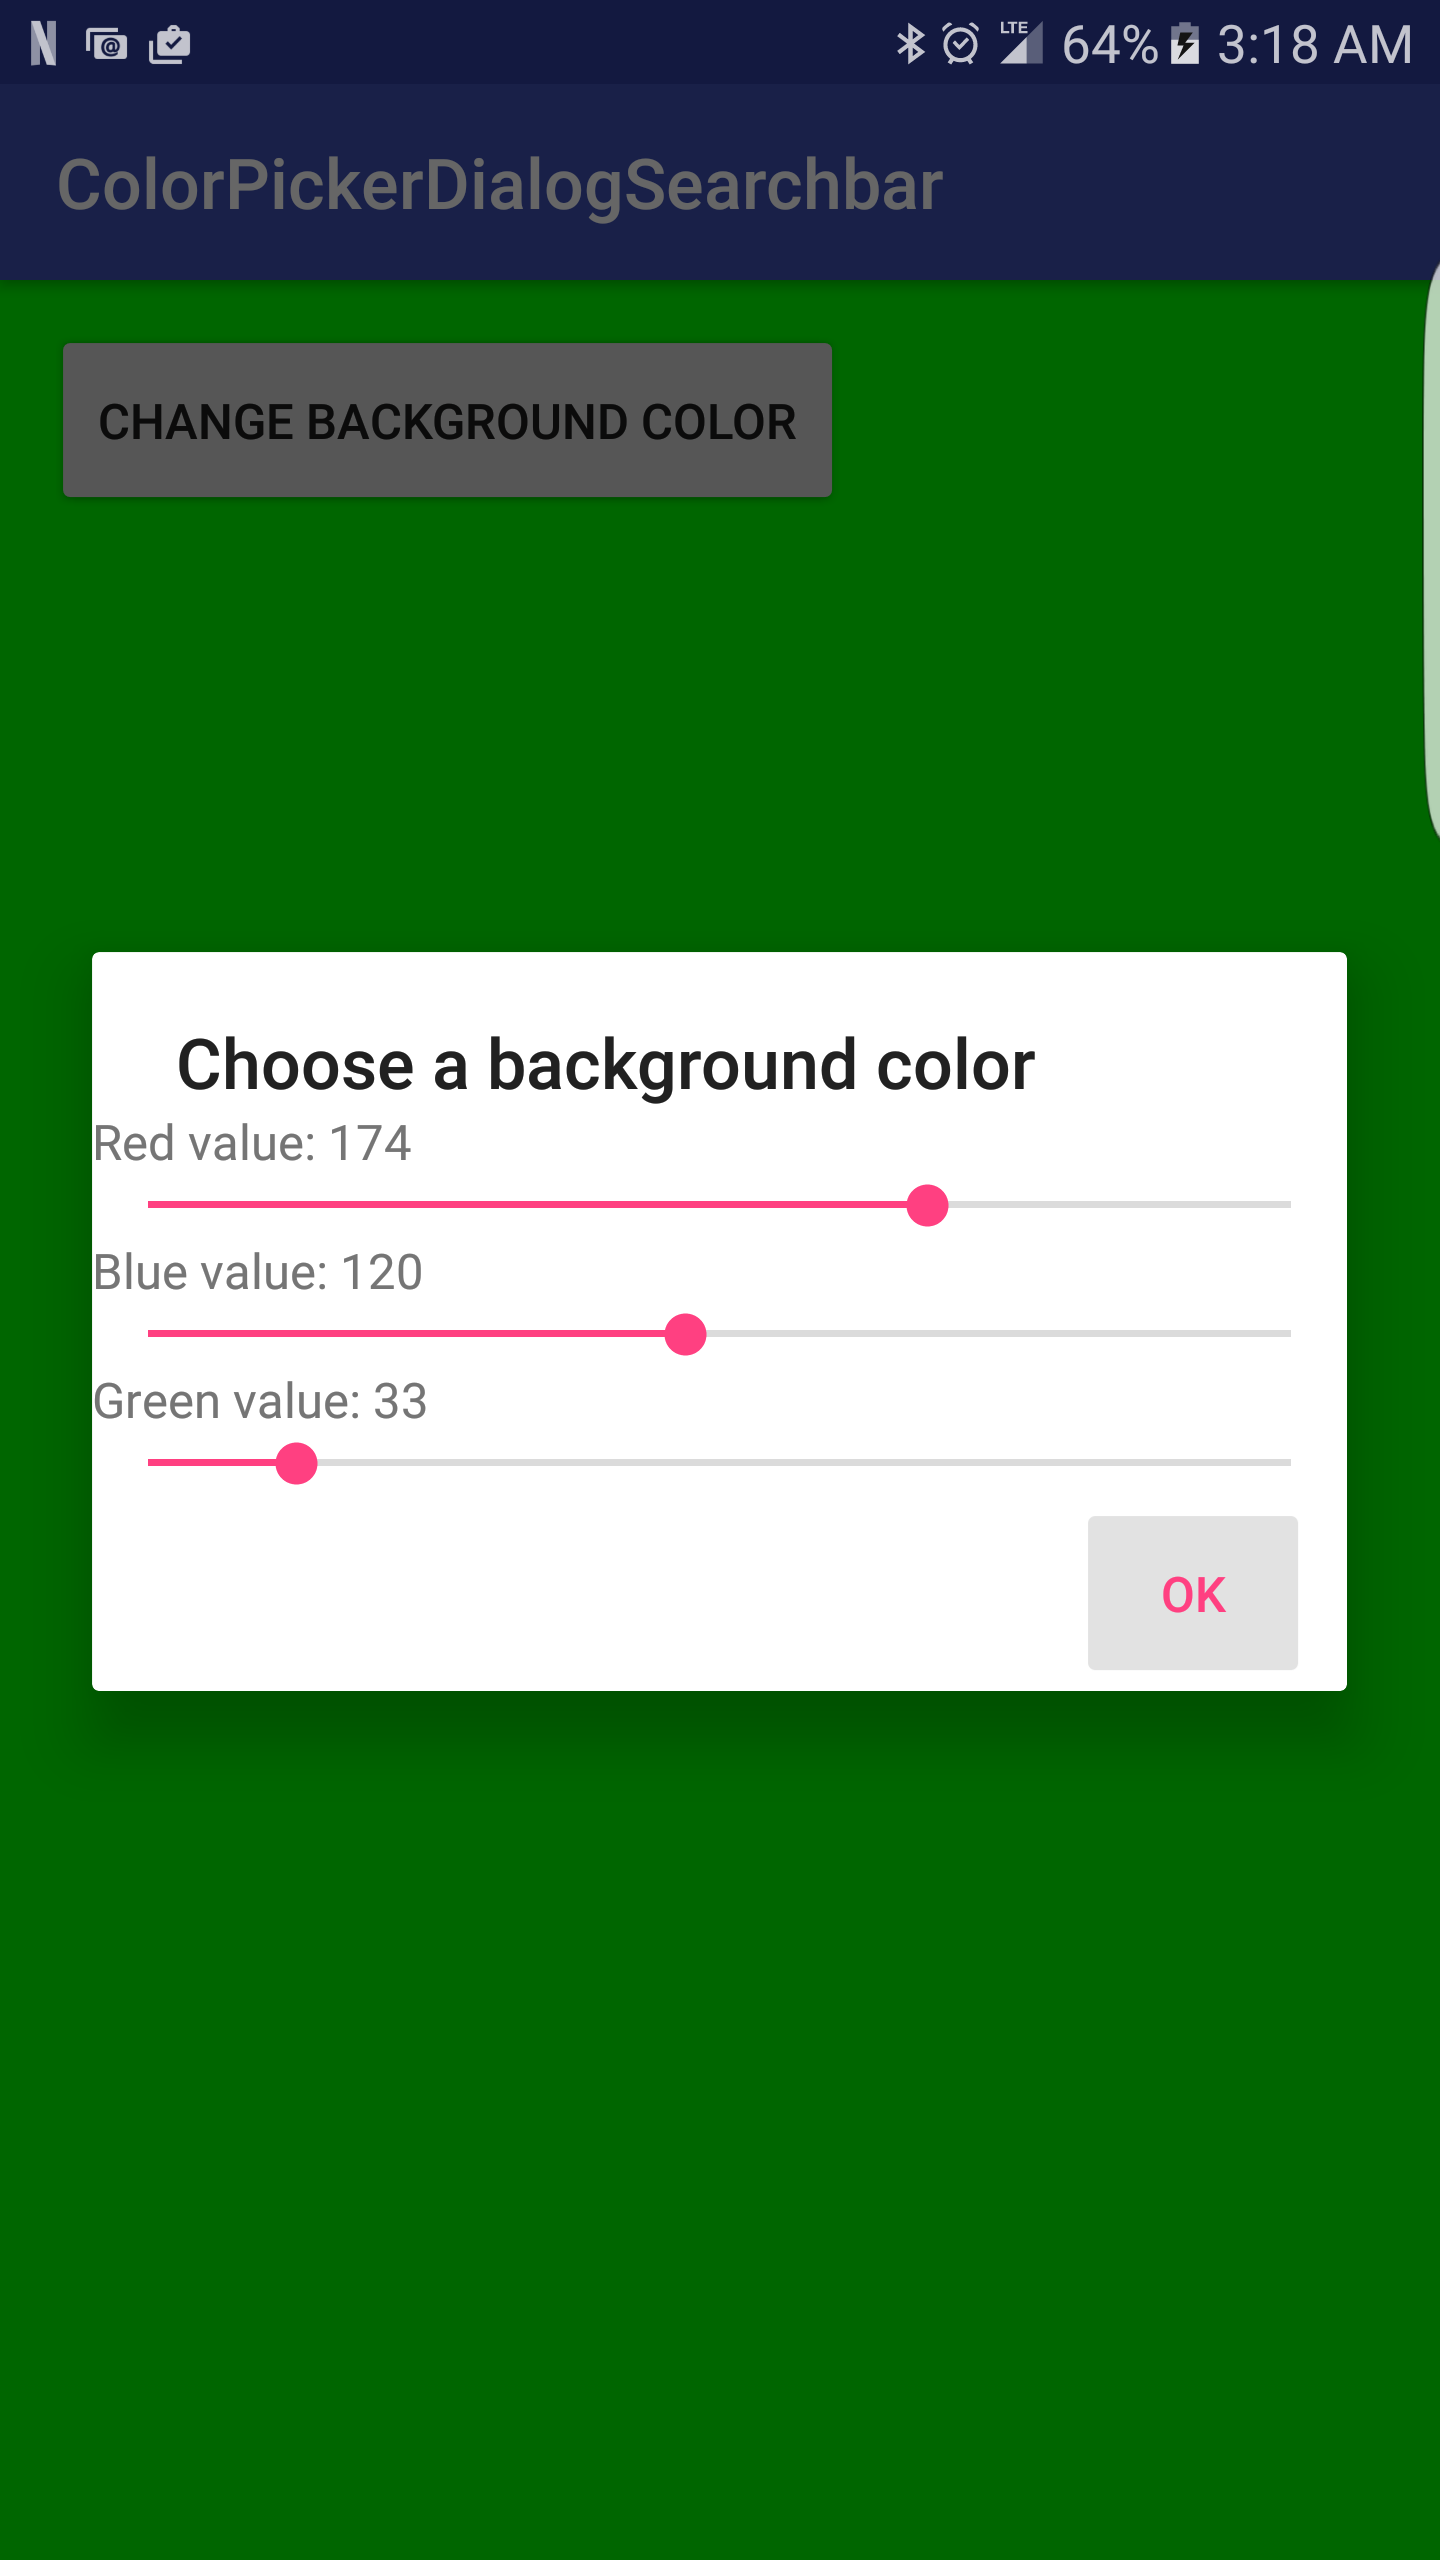 LTE 64% 3:18 AM
ColorPickerDialogSearchbar
CHANGE BACKGROUND COLOR
Choose a background color
Red value: 174
Blue value: 120
Green value: 33
OK